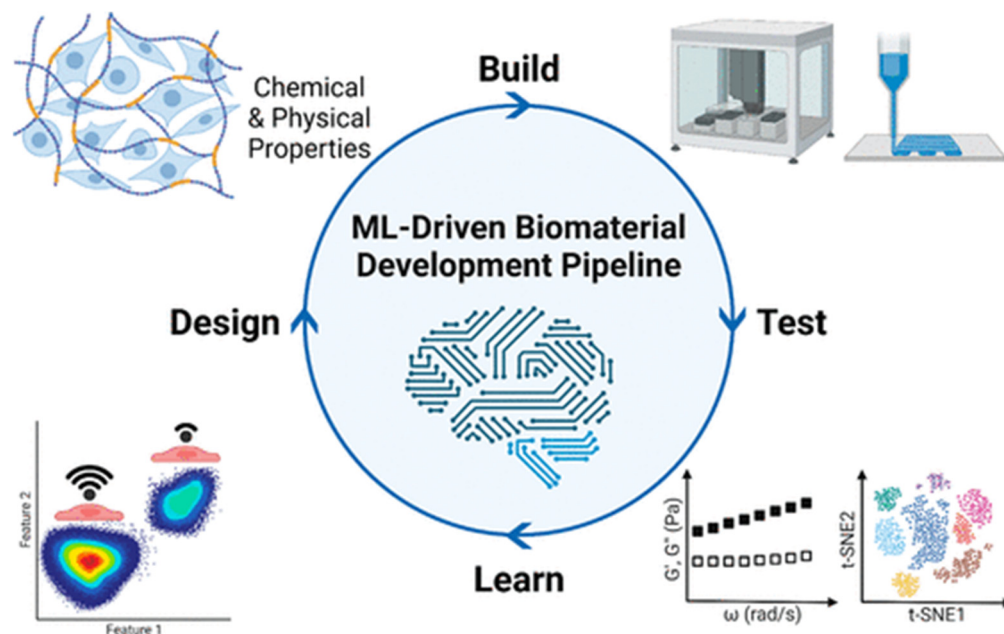 Build
Chemical
& Physical
Properties
ML-Driven Biomaterial
Development Pipeline
Design
Test
Feature 2
Feature 1
Learn
G', G" (Pa)
ω (rad/s)
t-SNE2
t-SNE1